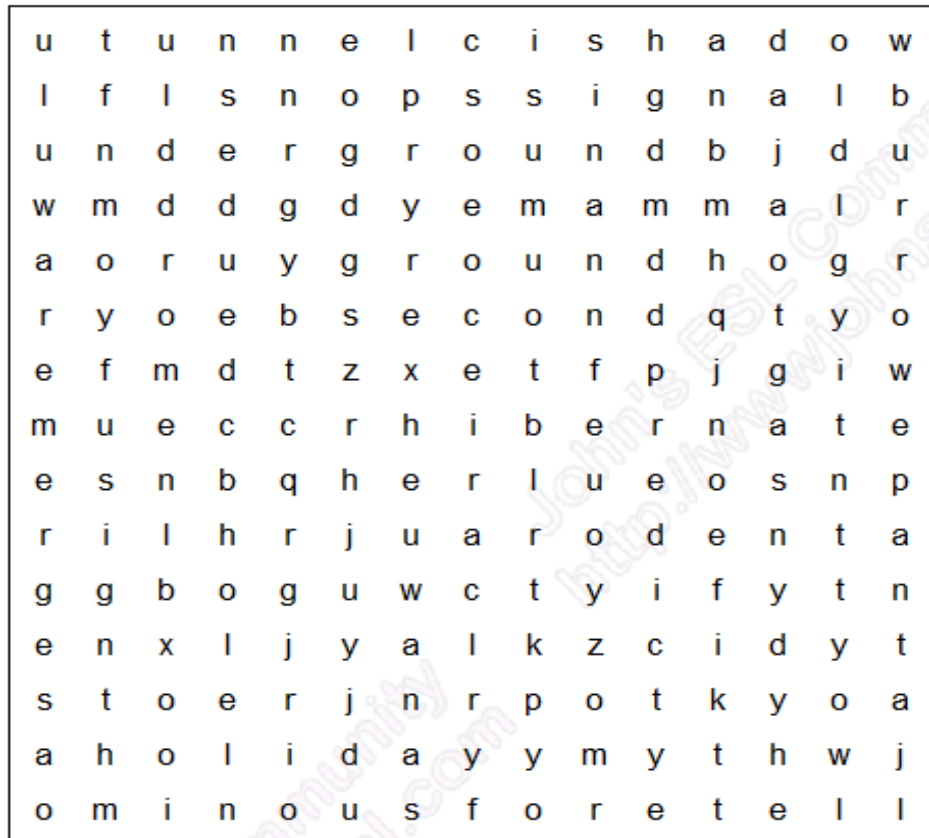 u t u n n e l c i s h a d o w
l f l s n o p s s i g n a l b
u n d e r g r o u n d b j d u
w m d d g d y e m a m m a l r
a o r u y g r o u n d h o g r
r y o e b s e c o n d q t y o
e f m d t z x e t f p j g i w
m u e c c r h i b e r n a t e
e s n b q h e r l u e o s n p
r i l h r j u a r o d e n t a
g g b o g u w c t y i f y t n
e n x l j y a l k z c i d y t
s t o e r j n r p o t k y o a
a h o l i d a y y m y t h w j
o m i n o u s f o r e t e l l